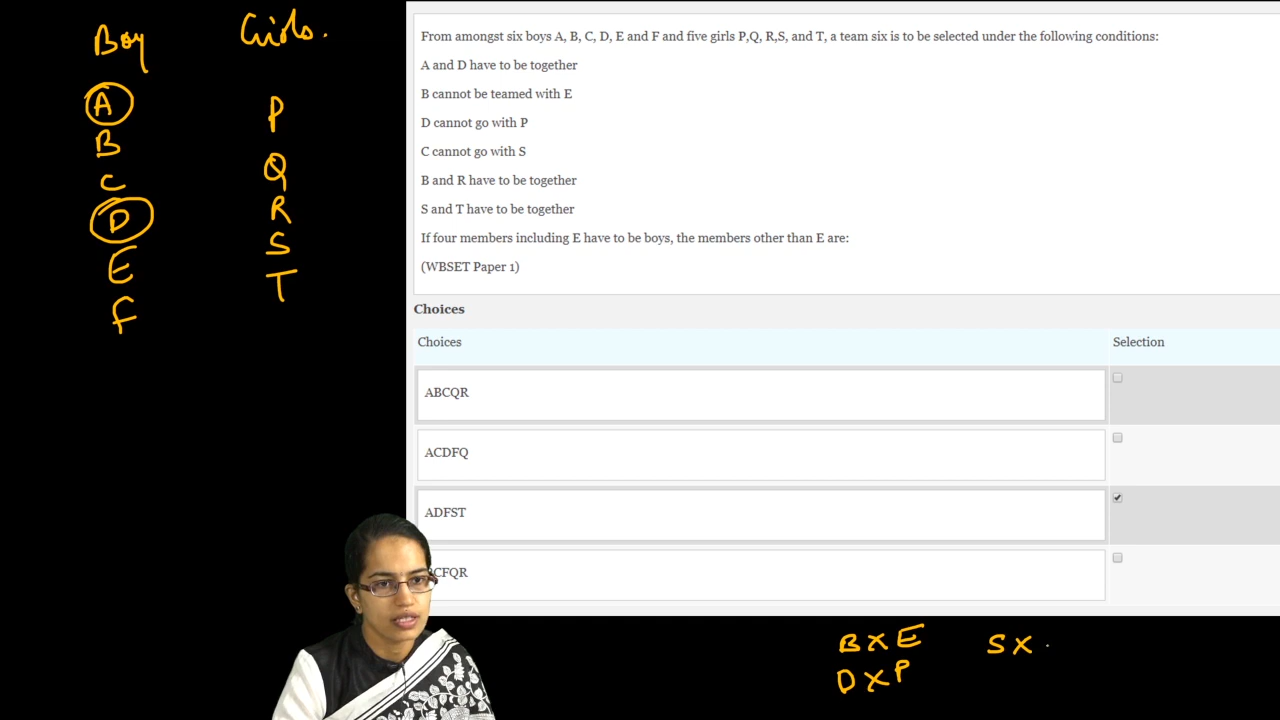 Boy Girls.
A P
B Q
C R
D S
E T
F
From amongst six boys A, B, C, D, E and F and five girls P,Q, R,S, and T, a team six is to be selected under the following conditions:
A and D have to be together
B cannot be teamed with E
D cannot go with P
C cannot go with S
B and R have to be together
S and T have to be together
If four members including E have to be boys, the members other than E are:
(WBSET Paper 1)
Choices
Choices Selection
ABCQR
ACDFQ
ADFST
CFQR
B X E S X
D X P